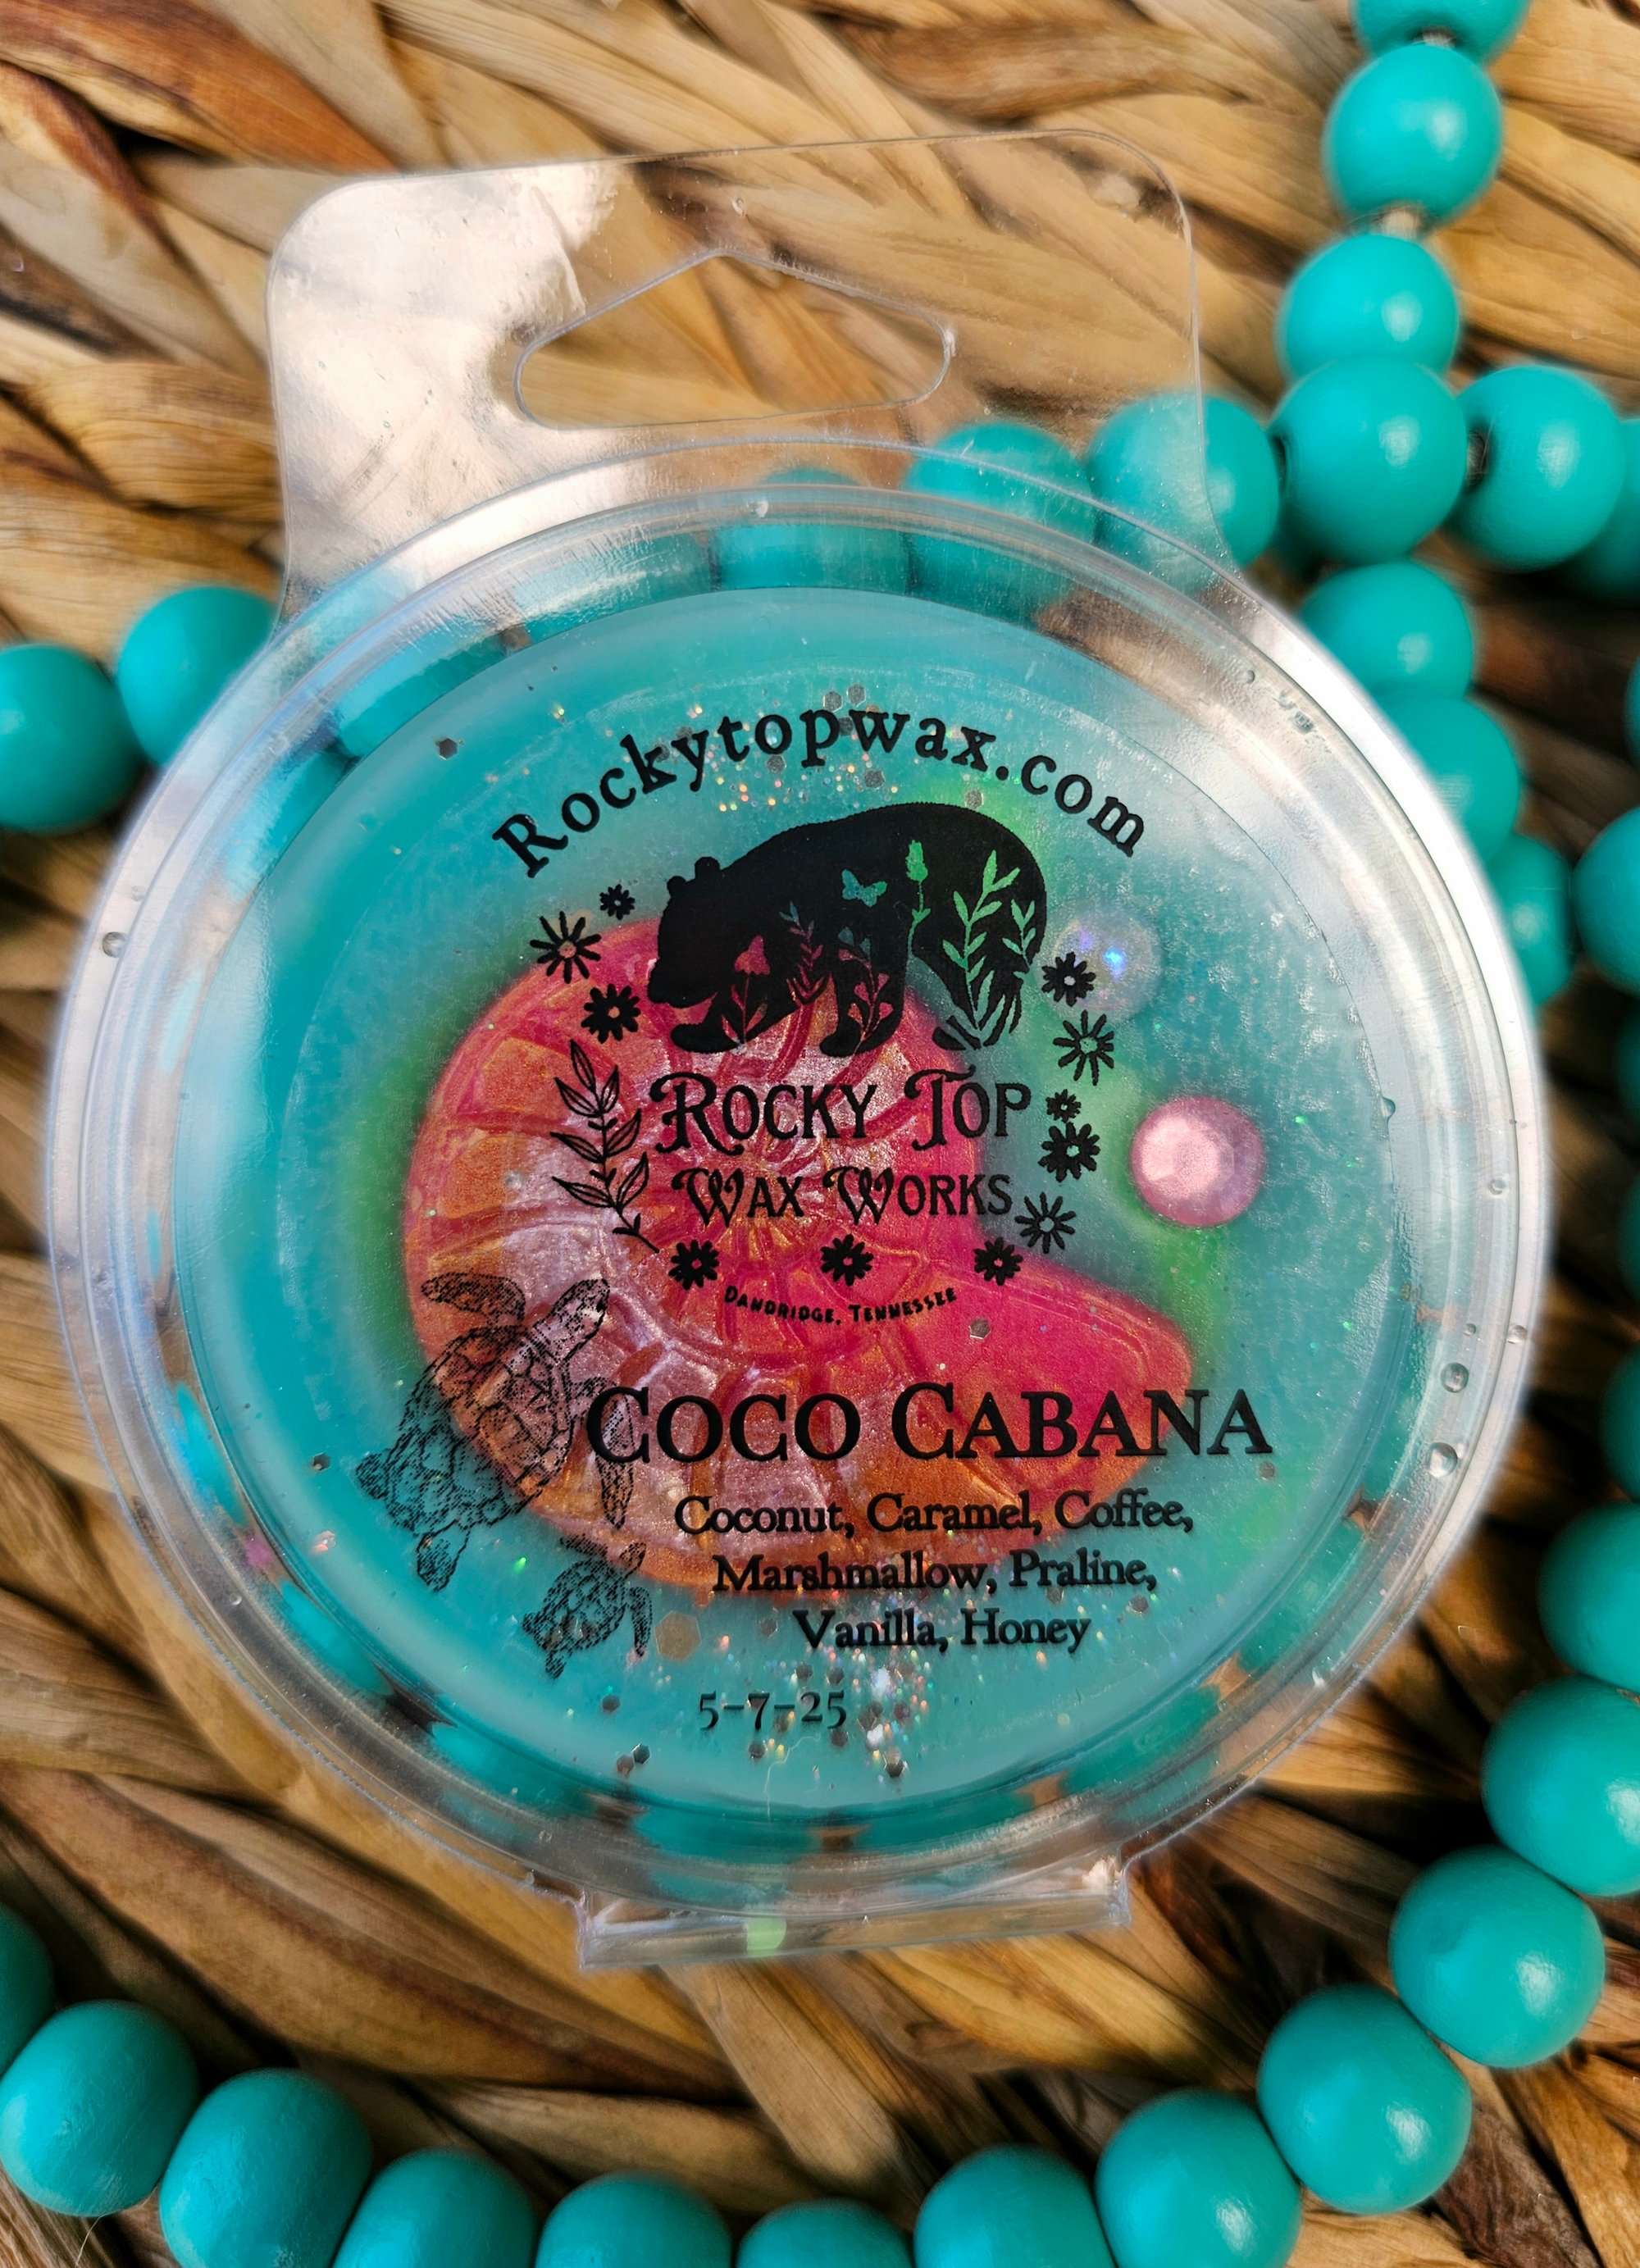 Rockytopwax.com
Rocky Top
Wax Works
Dandridge, Tennessee
Coco Cabana
Coconut, Caramel, Coffee,
Marshmallow, Praline,
Vanilla, Honey
5-7-25